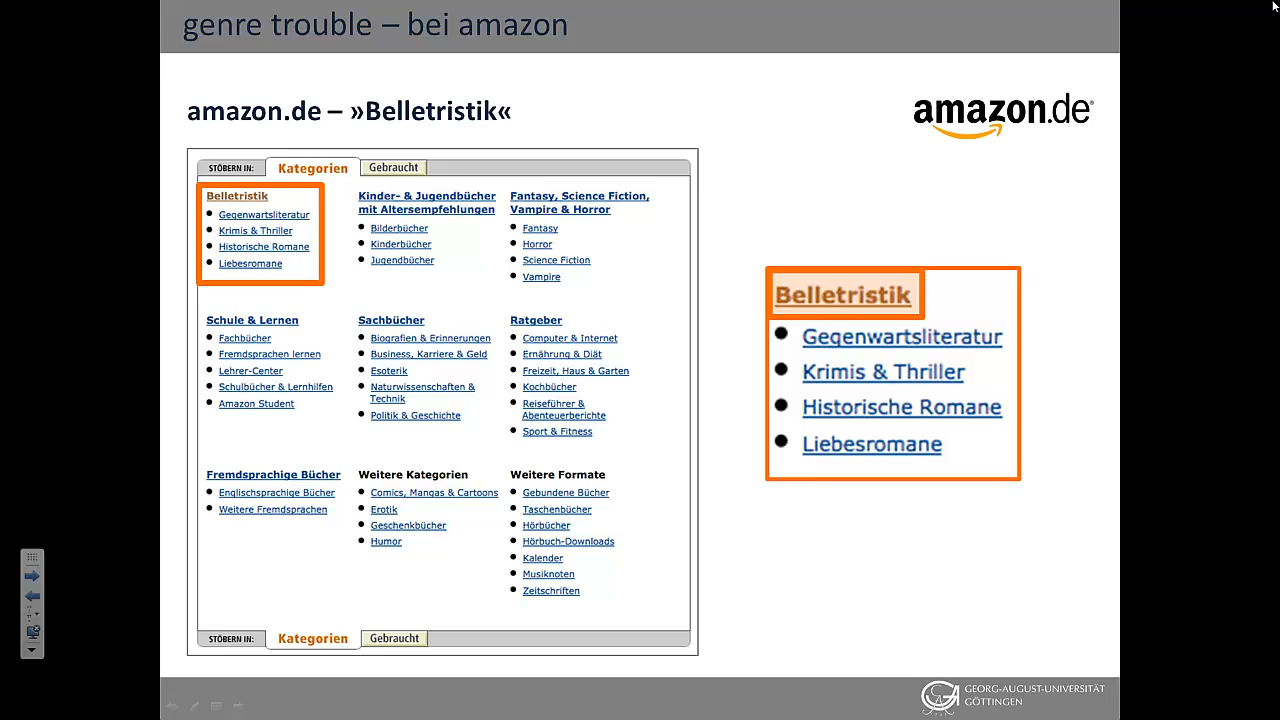 genre trouble – bei amazon
amazon.de – »Belletristik«
amazon.de
STÖBERN IN:
Kategorien
Gebraucht
Belletristik
Gegenwartsliteratur
Krimis & Thriller
Historische Romane
Liebesromane
Kinder- & Jugendbücher
mit Altersempfehlungen
Bilderbücher
Kinderbücher
Jugendbücher
Fantasy, Science Fiction,
Vampire & Horror
Fantasy
Horror
Science Fiction
Vampire
Schule & Lernen
Fachbücher
Fremdsprachen lernen
Lehrer-Center
Schulbücher & Lernhilfen
Amazon Student
Sachbücher
Biografien & Erinnerungen
Business, Karriere & Geld
Esoterik
Naturwissenschaften &
Technik
Politik & Geschichte
Ratgeber
Computer & Internet
Ernährung & Diät
Freizeit, Haus & Garten
Kochbücher
Reiseführer &
Abenteuerberichte
Sport & Fitness
Fremdsprachige Bücher
Englischsprachige Bücher
Weitere Fremdsprachen
Weitere Kategorien
Comics, Mangas & Cartoons
Erotik
Geschenkbücher
Humor
Weitere Formate
Gebundene Bücher
Taschenbücher
Hörbücher
Hörbuch-Downloads
Kalender
Musiknoten
Zeitschriften
STÖBERN IN:
Kategorien
Gebraucht
Belletristik
Gegenwartsliteratur
Krimis & Thriller
Historische Romane
Liebesromane
GEORG-AUGUST-UNIVERSITÄT
GÖTTINGEN